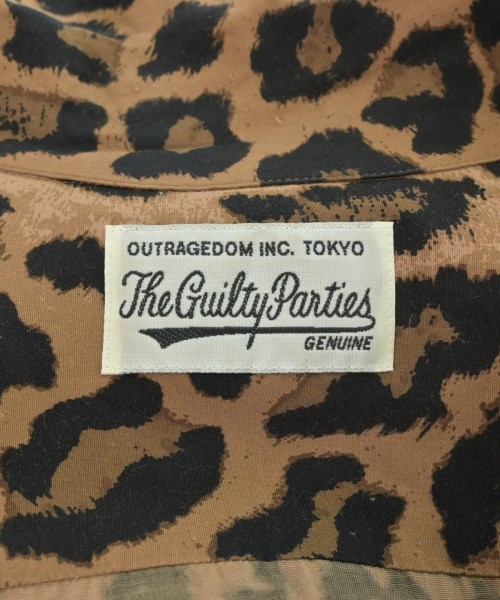 OUTRAGEDOM INC. TOKYO
The Guilty Parties
GENUINE